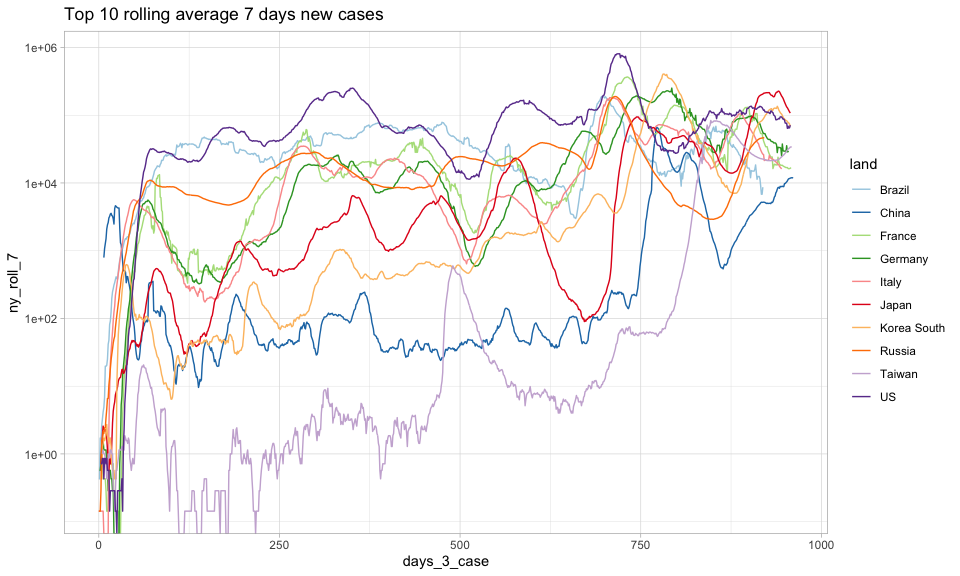 Top 10 rolling average 7 days new cases
1e+06
1e+04
1e+02
1e+00
ny_roll_7
0
250
500
750
1000
days_3_case
land
Brazil
China
France
Germany
Italy
Japan
Korea South
Russia
Taiwan
US